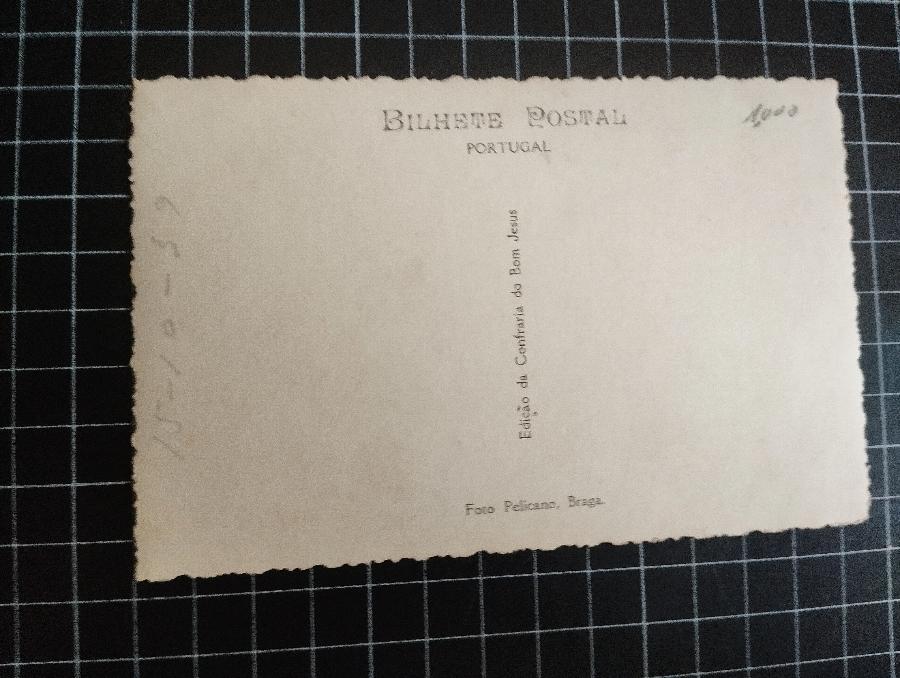 BILHETE POSTAL
PORTUGAL
1,000
Edição da Confraria do Bom Jesus
Foto Pelicano, Braga.
15-10-39